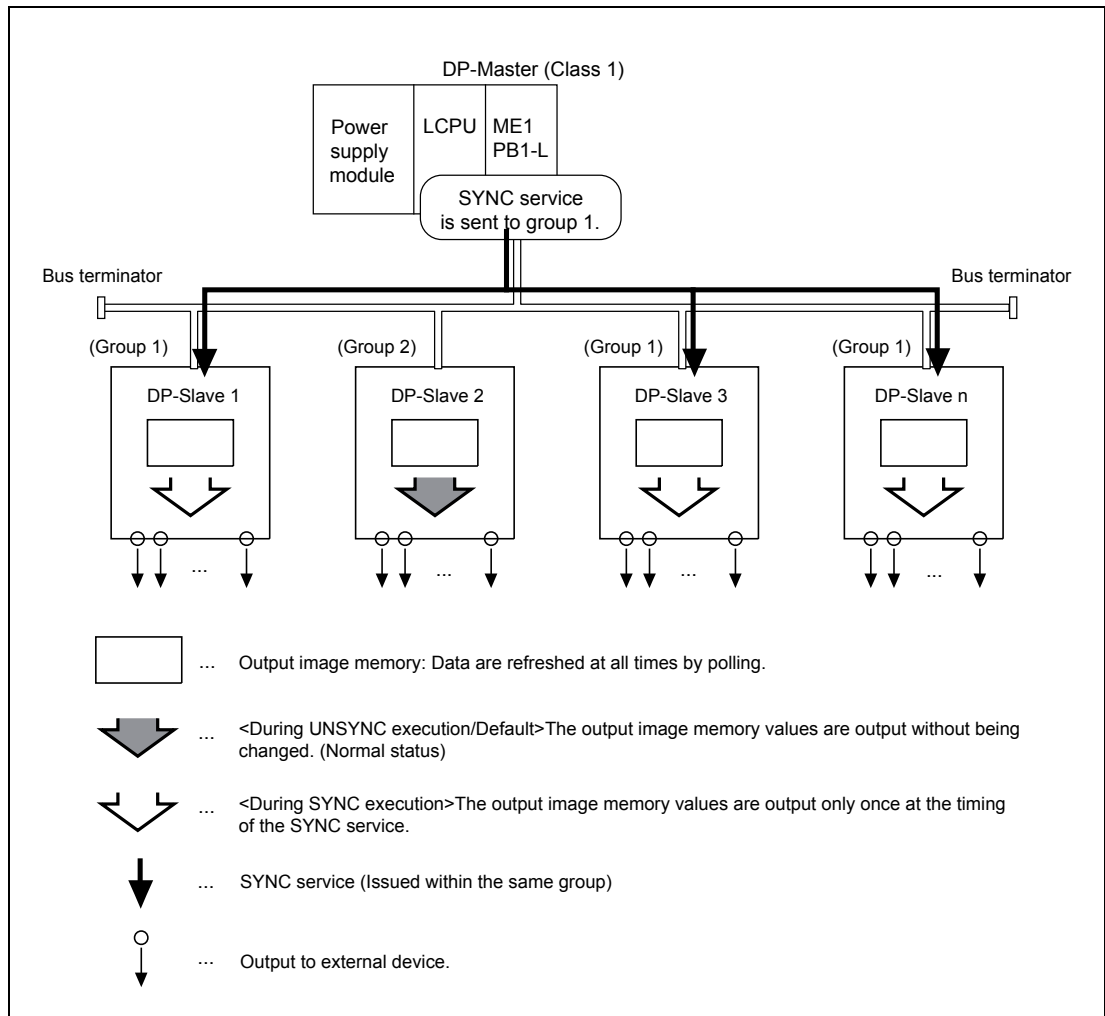 DP-Master (Class 1)
Power
supply
module
LCPU
ME1
PB1-L
SYNC service
is sent to group 1.
Bus terminator
Bus terminator
(Group 1)
(Group 2)
(Group 1)
(Group 1)
DP-Slave 1
DP-Slave 2
DP-Slave 3
DP-Slave n
...
...
...
...
... Output image memory: Data are refreshed at all times by polling.
... <During UNSYNC execution/Default>The output image memory values are output without being
changed. (Normal status)
... <During SYNC execution>The output image memory values are output only once at the timing
of the SYNC service.
... SYNC service (Issued within the same group)
... Output to external device.